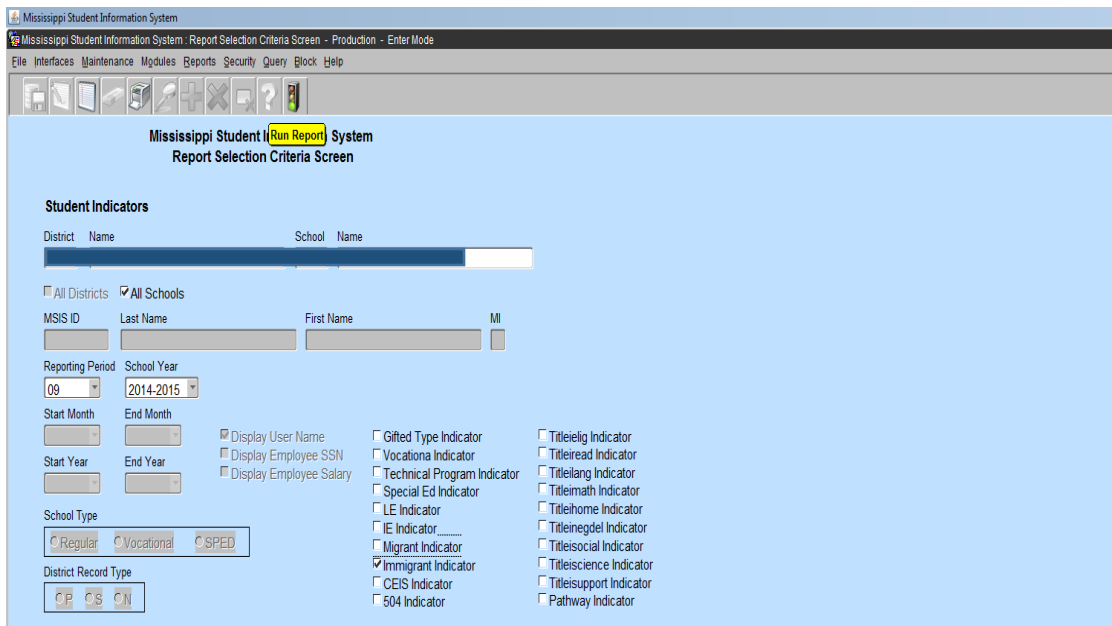 Mississippi Student Information System
Mississippi Student Information System : Report Selection Criteria Screen - Production - Enter Mode
File Interfaces Maintenance Modules Reports Security Query Block Help
Mississippi Student I Run Report System
Report Selection Criteria Screen
Student Indicators
District Name School Name
All Districts All Schools
MSIS ID Last Name First Name MI
Reporting Period School Year
09 2014-2015
Start Month End Month
Start Year End Year
Display User Name
Display Employee SSN
Display Employee Salary
School Type
Regular Vocational SPED
District Record Type
P S N
Gifted Type Indicator
Vocationa Indicator
Technical Program Indicator
Special Ed Indicator
LE Indicator
IE Indicator
Migrant Indicator
Immigrant Indicator
CEIS Indicator
504 Indicator
Titleielig Indicator
Titleiread Indicator
Titleilang Indicator
Titleimath Indicator
Titleihome Indicator
Titleinegdel Indicator
Titleisocial Indicator
Titleiscience Indicator
Titleisupport Indicator
Pathway Indicator